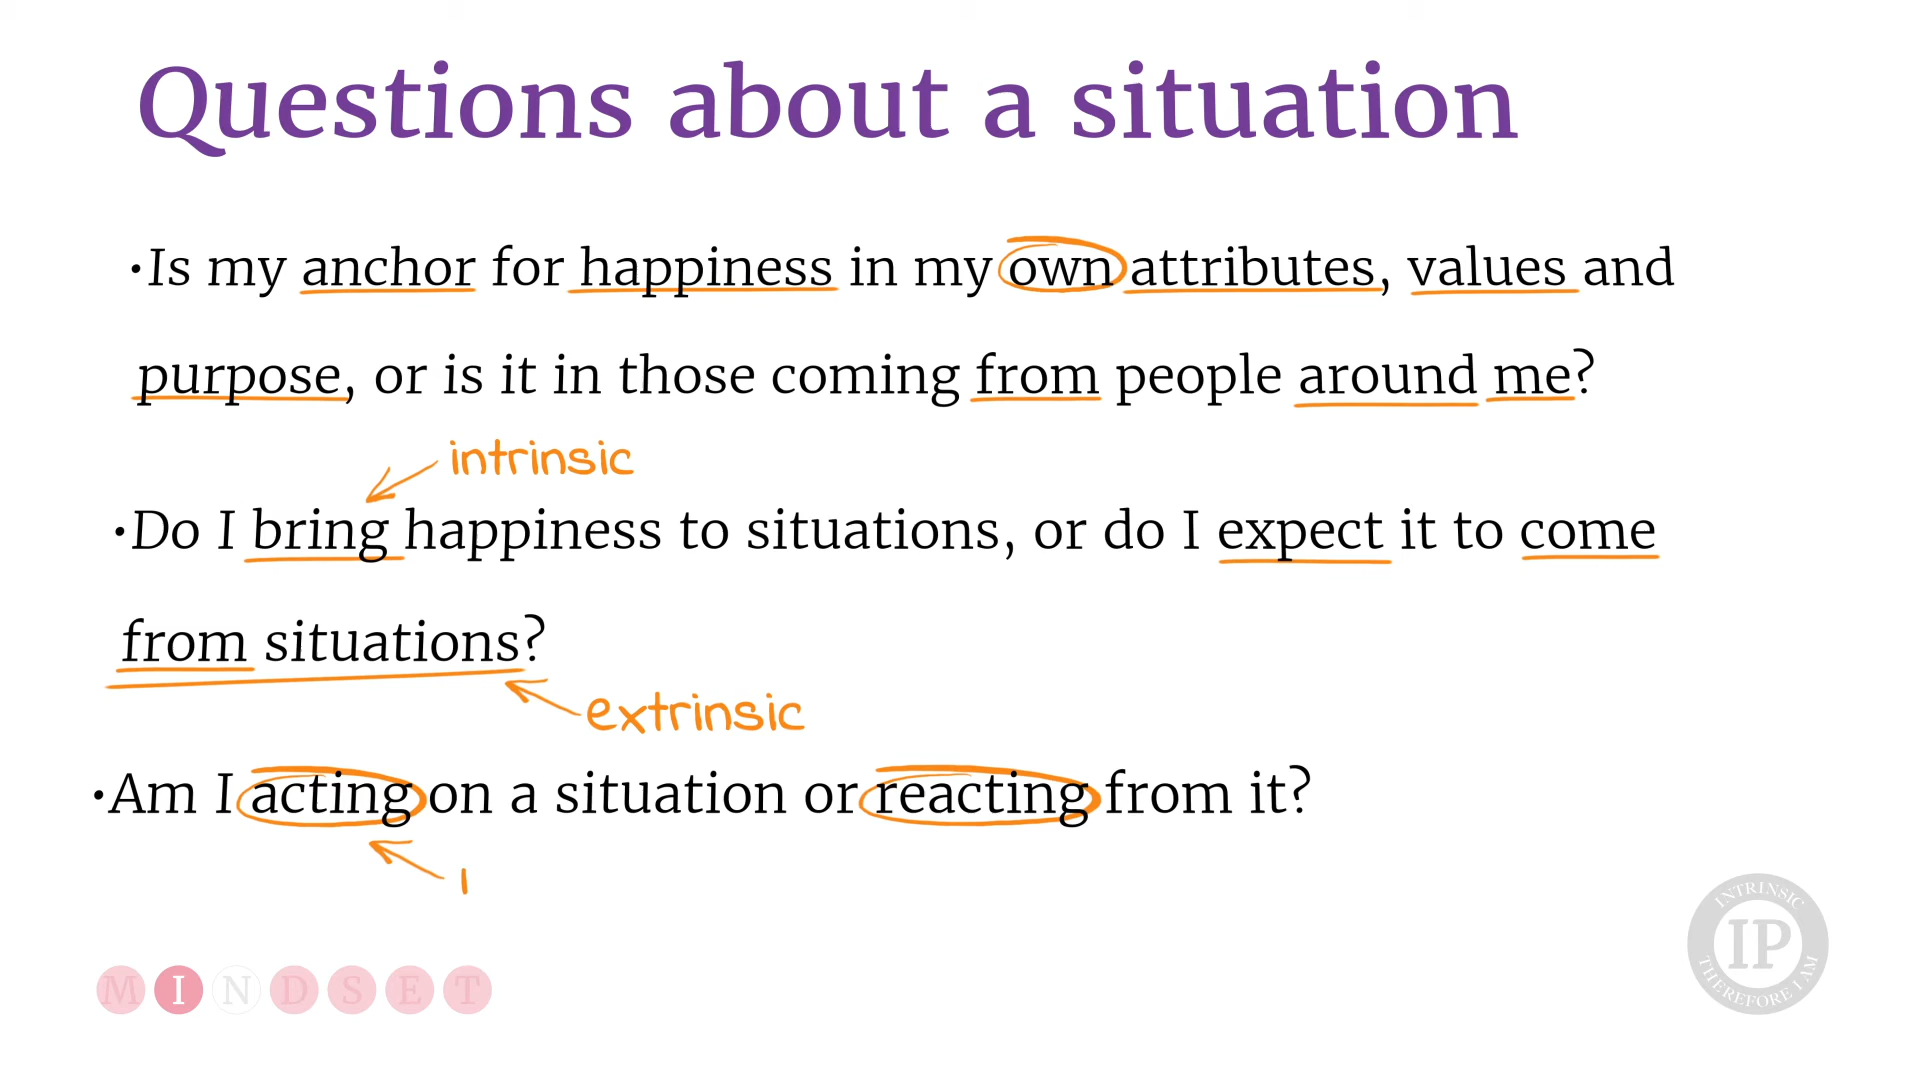 Questions about a situation
•Is my anchor for happiness in my own attributes, values and
purpose, or is it in those coming from people around me?
intrinsic
•Do I bring happiness to situations, or do I expect it to come
from situations?
extrinsic
•Am I acting on a situation or reacting from it?
ı
INTRINSIC
IP
THEREFORE I AM
MINDSET